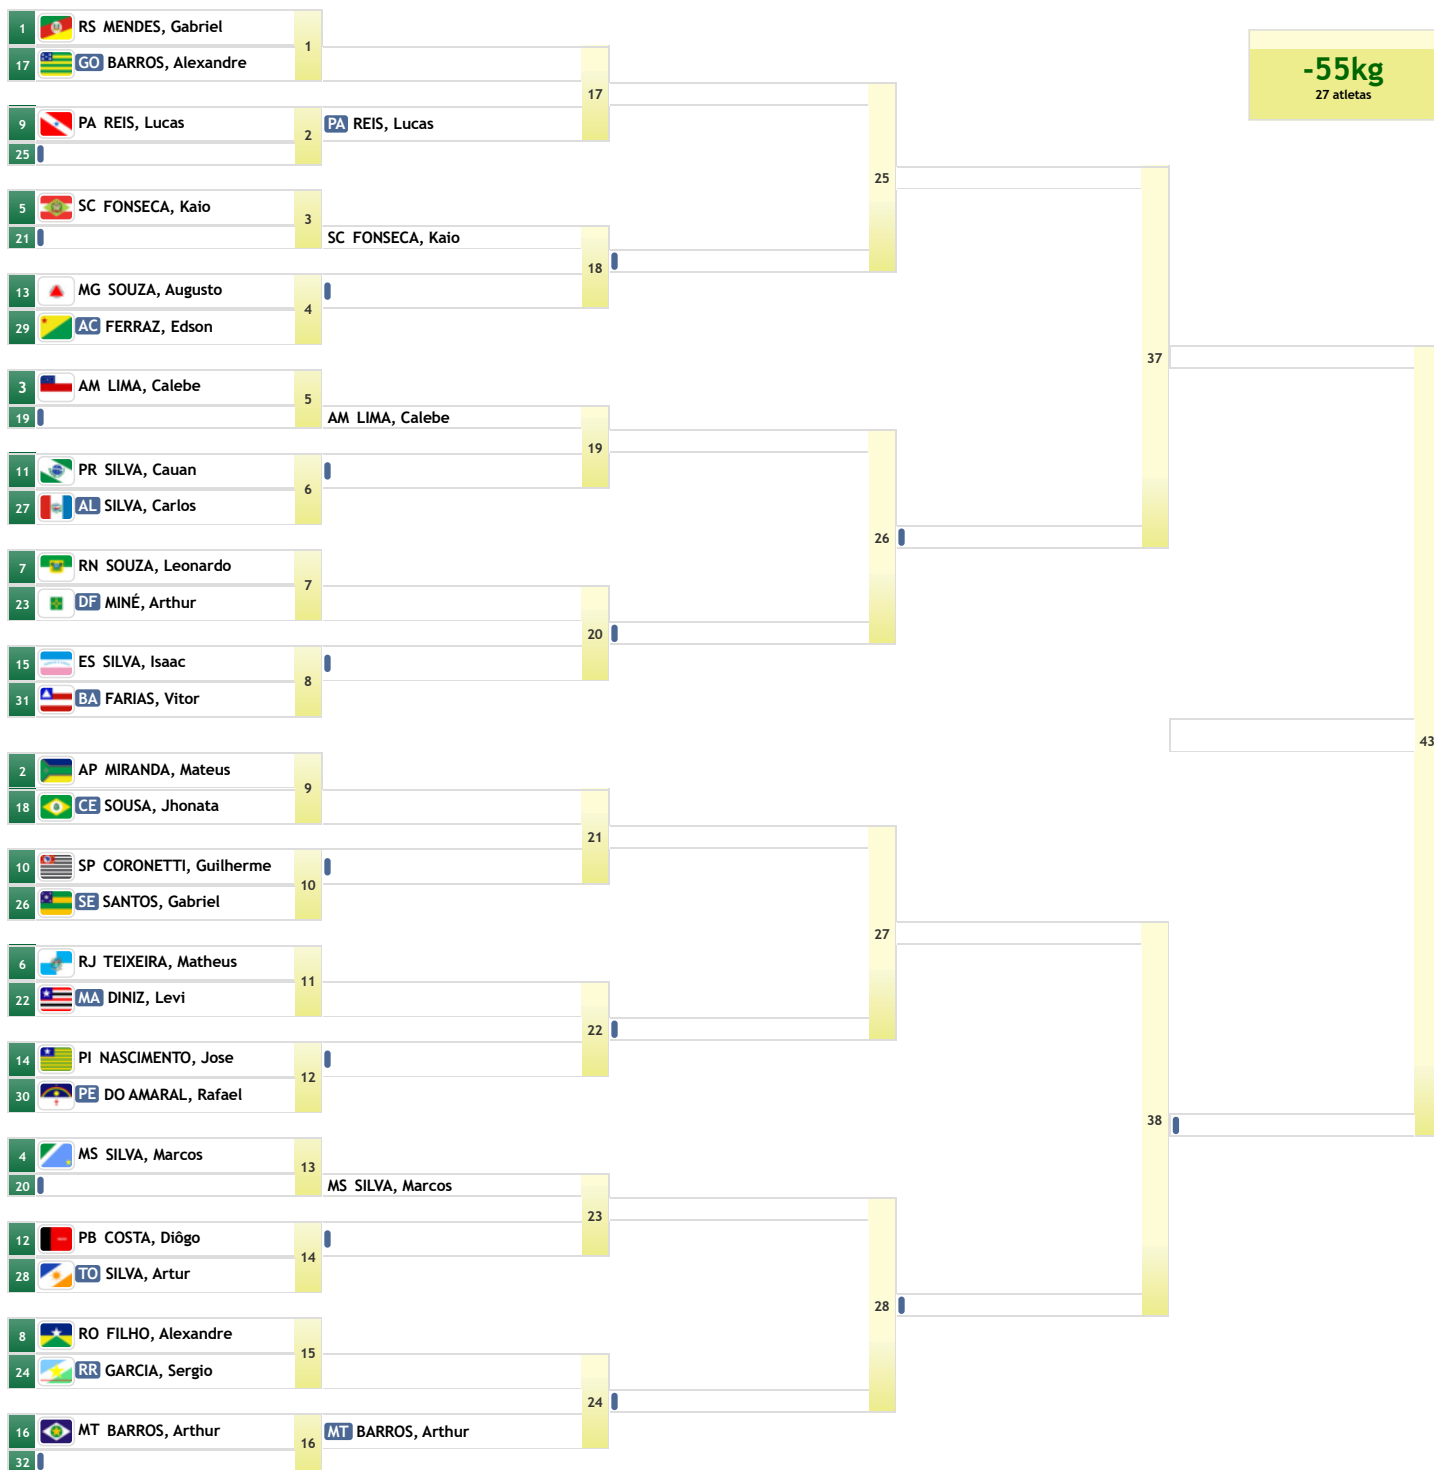 -55kg
27 atletas
1 RS MENDES, Gabriel
1
17 GO BARROS, Alexandre
17
9 PA REIS, Lucas
2 PA REIS, Lucas
25
25
5 SC FONSECA, Kaio
3
21 SC FONSECA, Kaio
18
13 MG SOUZA, Augusto
4
29 AC FERRAZ, Edson
37
3 AM LIMA, Calebe
5
19 AM LIMA, Calebe
19
11 PR SILVA, Cauan
6
27 AL SILVA, Carlos
26
7 RN SOUZA, Leonardo
7
23 DF MINÉ, Arthur
20
15 ES SILVA, Isaac
8
31 BA FARIAS, Vitor
43
2 AP MIRANDA, Mateus
9
18 CE SOUSA, Jhonata
21
10 SP CORONETTI, Guilherme
10
26 SE SANTOS, Gabriel
27
6 RJ TEIXEIRA, Matheus
11
22 MA DINIZ, Levi
22
14 PI NASCIMENTO, Jose
12
30 PE DO AMARAL, Rafael
38
4 MS SILVA, Marcos
13
20 MS SILVA, Marcos
23
12 PB COSTA, Diôgo
14
28 TO SILVA, Artur
28
8 RO FILHO, Alexandre
15
24 RR GARCIA, Sergio
24
16 MT BARROS, Arthur
16 MT BARROS, Arthur
32